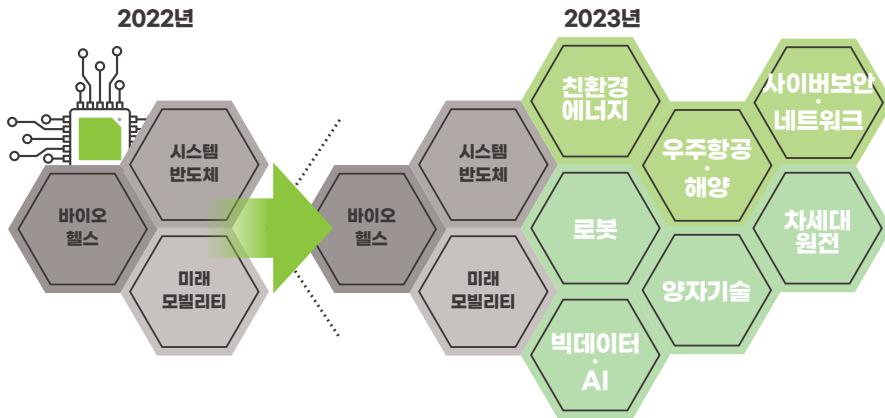 2022년
2023년
시스템
반도체
바이오
헬스
미래
모빌리티
시스템
반도체
바이오
헬스
미래
모빌리티
친환경
에너지
우주항공
·
해양
사이버보안
·
네트워크
로봇
차세대
원전
양자기술
빅데이터
·
AI